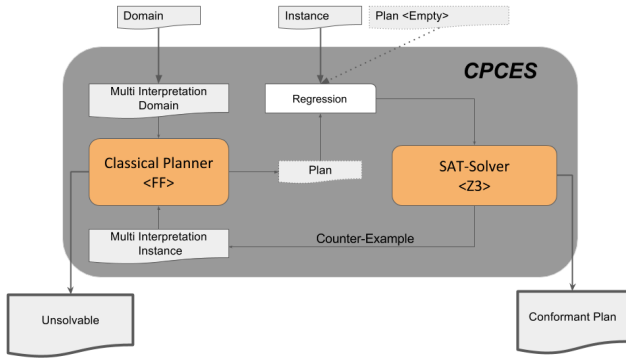 Domain
Instance
Plan <Empty>
CPCES
Multi Interpretation
Domain
Regression
Classical Planner
<FF>
Plan
SAT-Solver
<Z3>
Multi Interpretation
Instance
Counter-Example
Unsolvable
Conformant Plan